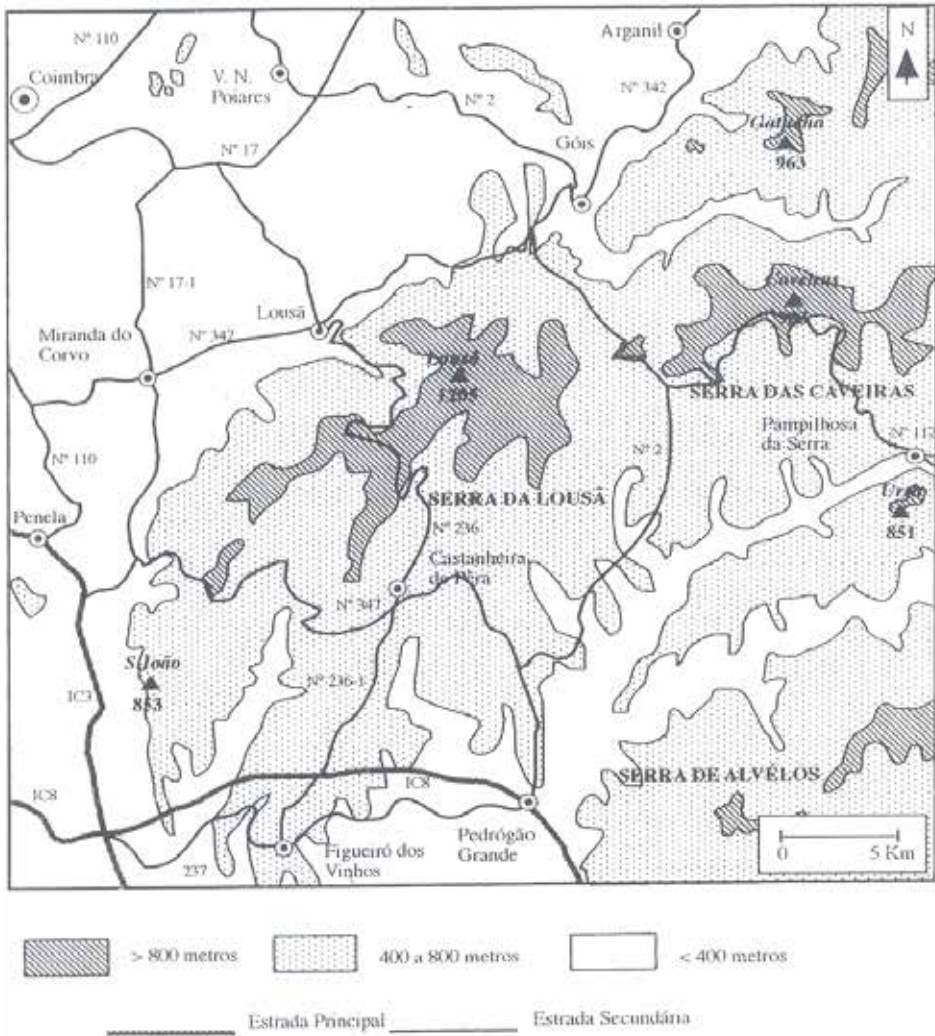 Nº 110
Coimbra
V. N.
Poiares
Arganil
N
Nº 2
Nº 342
Góis
963
Nº 17
Nº 17-1
Lousã
Nº 342
Miranda do
Corvo
Lousã
1205
SERRA DAS CAVEIRAS
Pampilhosa
da Serra
Nº 112
Nº 2
Nº 110
SERRA DA LOUSÃ
851
Penela
Nº 236
Castanheira
de Pêra
Nº 347
S.João
853
Nº 236-1
IC3
SERRA DE ALVÉLOS
IC8
IC8
Pedrógão
Grande
0 5 Km
237
Figueiró dos
Vinhos
> 800 metros
400 a 800 metros
< 400 metros
Estrada Principal
Estrada Secundária